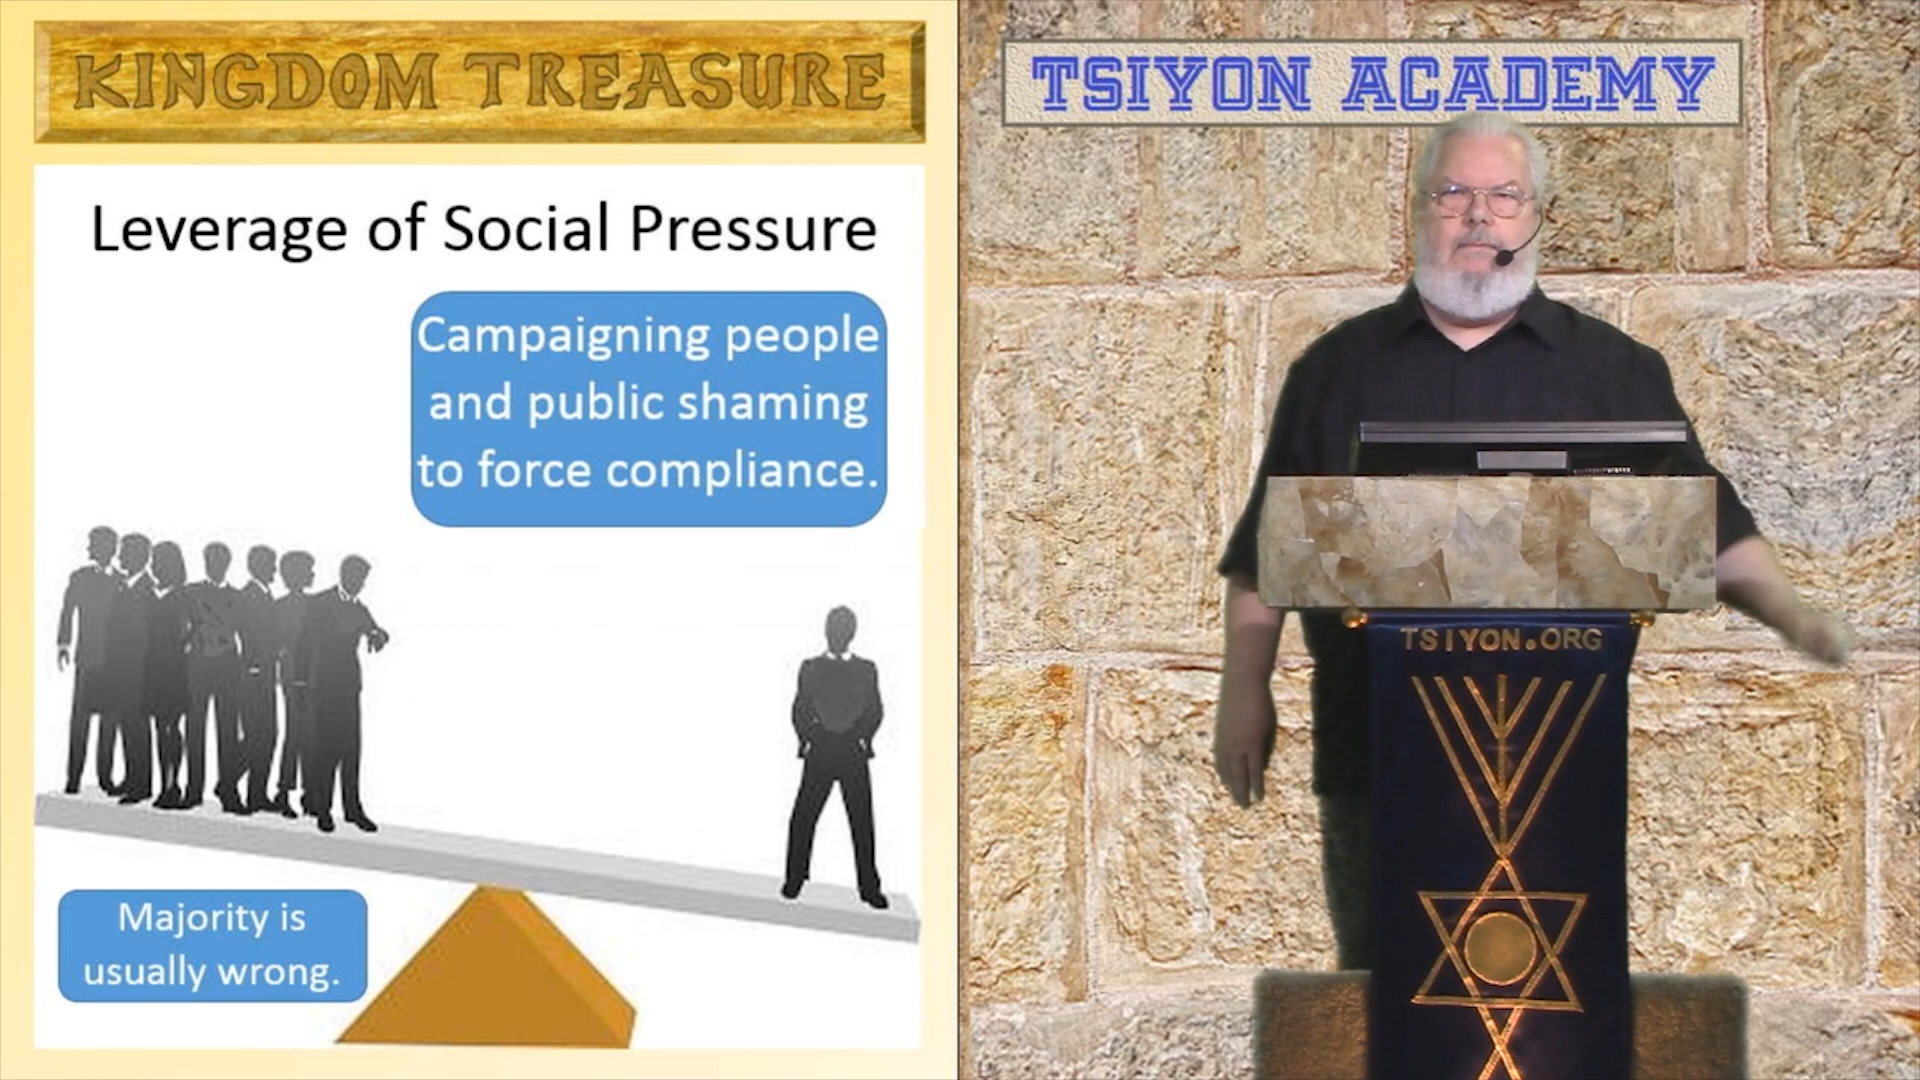 KINGDOM TREASURE
Leverage of Social Pressure
Campaigning people
and public shaming
to force compliance.
Majority is
usually wrong.
TSIYON ACADEMY
TSIYON.ORG